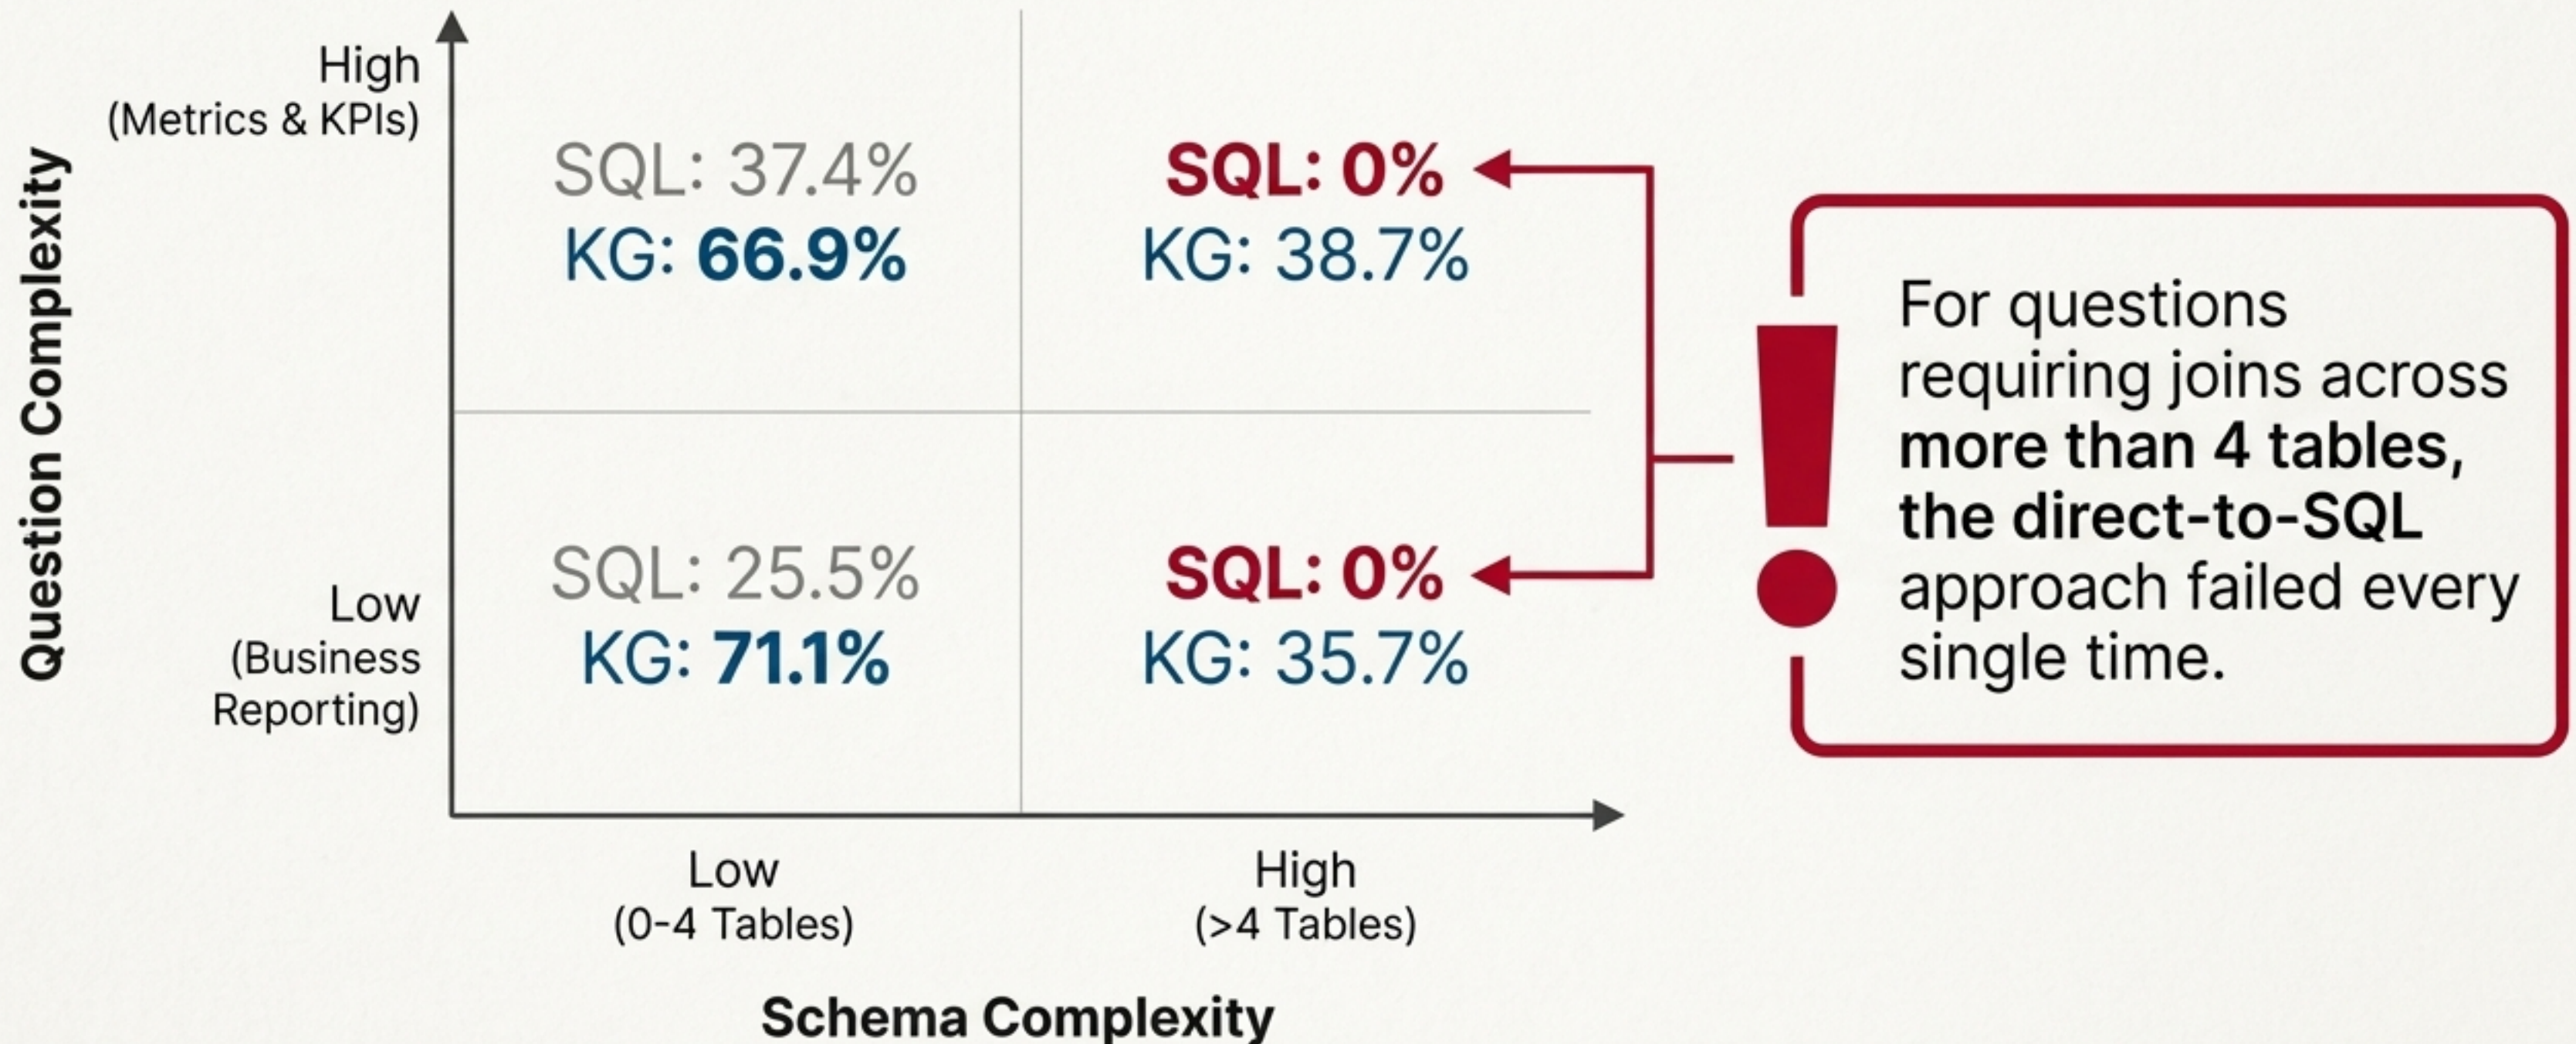 Question Complexity
High
(Metrics & KPIs)
SQL: 37.4%
KG: 66.9%
SQL: 0%
KG: 38.7%
Low
(Business
Reporting)
SQL: 25.5%
KG: 71.1%
SQL: 0%
KG: 35.7%
Low
(0-4 Tables)
High
(>4 Tables)
Schema Complexity
For questions
requiring joins across
more than 4 tables,
the direct-to-SQL
approach failed every
single time.